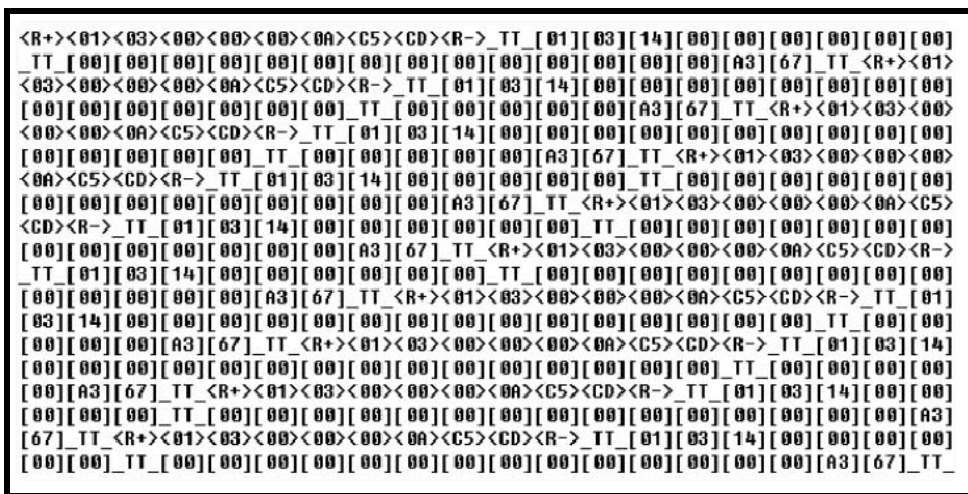 <R+><01><03><00><00><00><0A><C5><CD><R->_TT_[01][03][14][00][00][00][00][00][00]
_TT_[00][00][00][00][00][00][00][00][00][00][00][00][00][00][A3][67]_TT_<R+><01>
<03><00><00><00><0A><C5><CD><R->_TT_[01][03][14][00][00][00][00][00][00][00][00]
[00][00][00][00][00][00][00]_TT_[00][00][00][00][00][A3][67]_TT_<R+><01><03><00>
<00><00><0A><C5><CD><R->_TT_[01][03][14][00][00][00][00][00][00][00][00][00][00]
[00][00][00][00][00]_TT_[00][00][00][00][00][A3][67]_TT_<R+><01><03><00><00><00>
<0A><C5><CD><R->_TT_[01][03][14][00][00][00][00][00]_TT_[00][00][00][00][00][00]
[00][00][00][00][00][00][00][00][00][A3][67]_TT_<R+><01><03><00><00><00><0A><C5>
<CD><R->_TT_[01][03][14][00][00][00][00][00][00]_TT_[00][00][00][00][00][00][00]
[00][00][00][00][00][00][00][A3][67]_TT_<R+><01><03><00><00><00><0A><C5><CD><R->
_TT_[01][03][14][00][00][00][00][00][00]_TT_[00][00][00][00][00][00][00][00][00]
[00][00][00][00][00][A3][67]_TT_<R+><01><03><00><00><00><0A><C5><CD><R->_TT_[01]
[03][14][00][00][00][00][00][00][00][00][00][00][00][00][00][00][00]_TT_[00][00]
[00][00][00][A3][67]_TT_<R+><01><03><00><00><00><0A><C5><CD><R->_TT_[01][03][14]
[00][00][00][00][00][00][00][00][00][00][00][00][00][00][00]_TT_[00][00][00][00]
[00][A3][67]_TT_<R+><01><03><00><00><00><0A><C5><CD><R->_TT_[01][03][14][00][00]
[00][00][00]_TT_[00][00][00][00][00][00][00][00][00][00][00][00][00][00][00][A3]
[67]_TT_<R+><01><03><00><00><00><0A><C5><CD><R->_TT_[01][03][14][00][00][00][00]
[00][00]_TT_[00][00][00][00][00][00][00][00][00][00][00][00][00][00][A3][67]_TT_